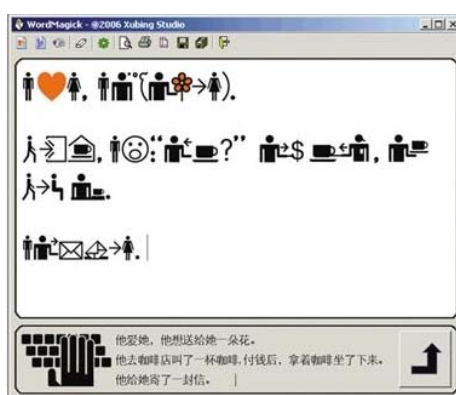 WordMagick - @2006 Xubing Studio
, ( ).
, :“ ?” $ ,
.
.
他爱她，他想送给她一朵花。
他去咖啡店叫了一杯咖啡.付钱后，拿着咖啡坐了下来。
他给她寄了一封信。